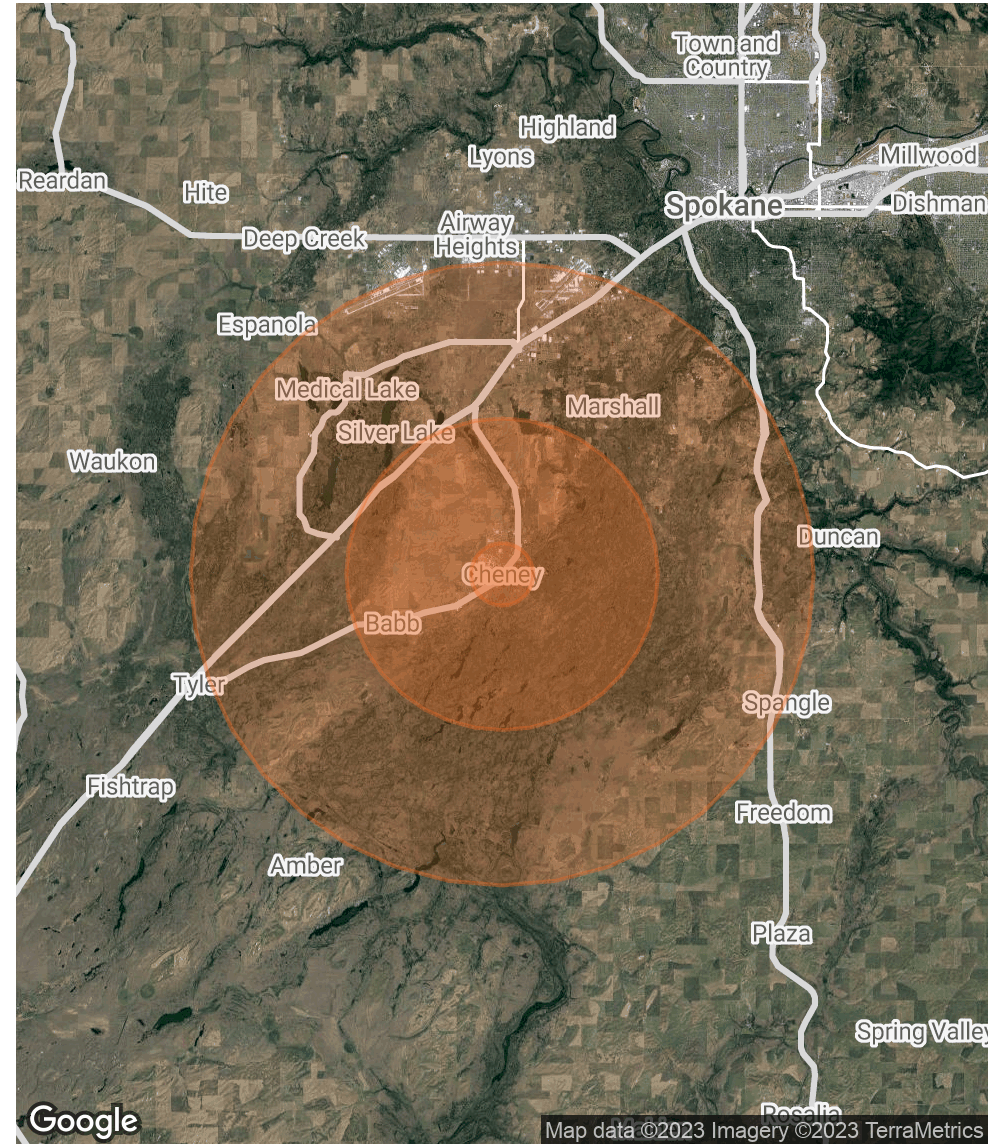 Town and
Country
Highland
Lyons
Millwood
Reardan
Hite
Spokane
Dishman
Airway
Heights
Deep Creek
Espanola
Medical Lake
Marshall
Silver Lake
Waukon
Duncan
Cheney
Babb
Tyler
Spangle
Fishtrap
Freedom
Amber
Plaza
Spring Valley
Rosalia
Google
Map data ©2023 Imagery ©2023 TerraMetrics